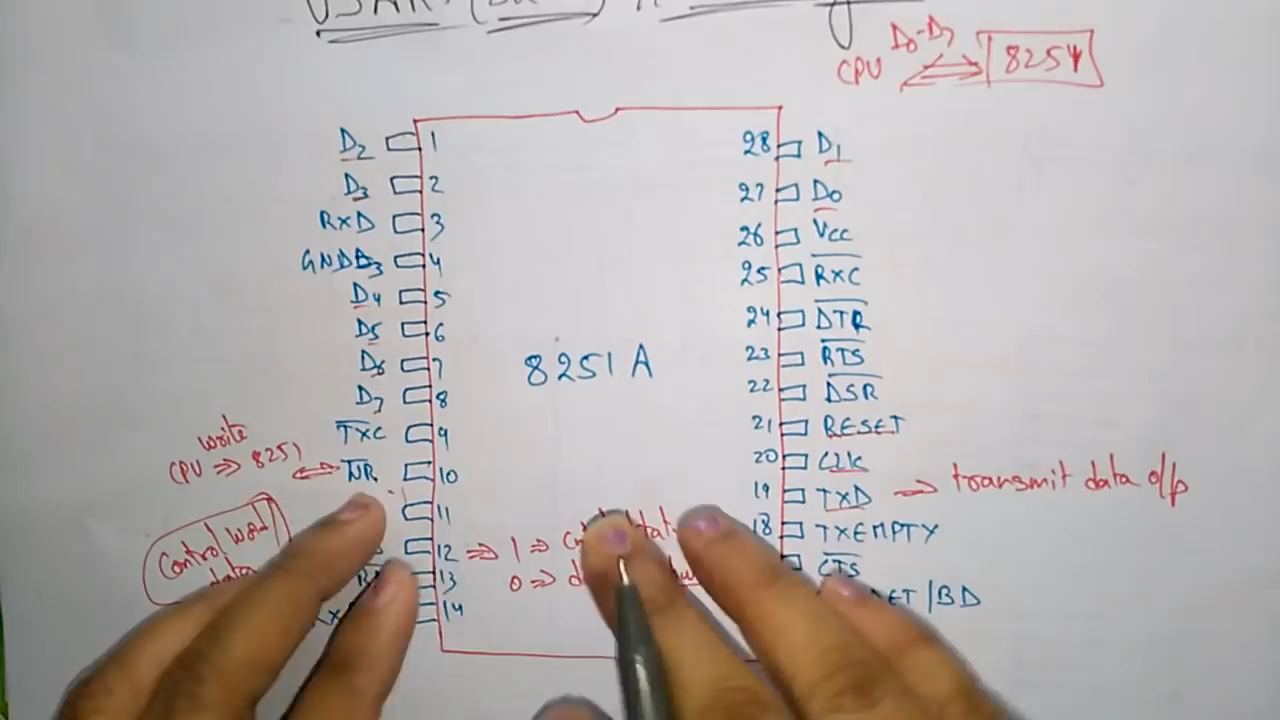 CPU D0-D7 8251
D2 1 28 D1
D3 2 27 D0
RXD 3 26 Vcc
GND 4 25 RXC
D4 5 24 DTR
D5 6 23 RTS
D6 7 22 DSR
8251A
D7 8 21 RESET
TXC 9 20 CLK
write
CPU ⇒ 8251
WR 10 19 TXD ⇒ transmit data o/p
11 18 TXEMPTY
Control word/
data
12 ⇒ 1 ⇒
CTS
13 0 ⇒
14
/BD